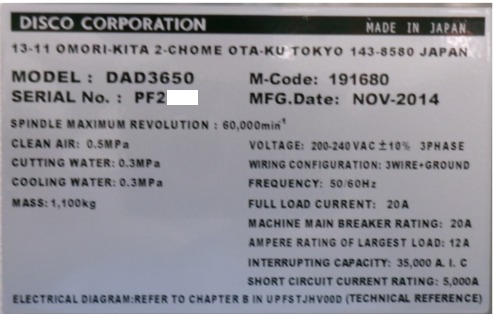 DISCO CORPORATION MADE IN JAPAN
13-11 OMORI-KITA 2-CHOME OTA-KU TOKYO 143-8580 JAPAN
MODEL : DAD3650 M-Code: 191680
SERIAL No. : PF2 MFG.Date: NOV-2014
SPINDLE MAXIMUM REVOLUTION : 60,000min⁻¹
CLEAN AIR: 0.5MPa VOLTAGE: 200-240 VAC ±10% 3PHASE
CUTTING WATER: 0.3MPa WIRING CONFIGURATION: 3WIRE+GROUND
COOLING WATER: 0.3MPa FREQUENCY: 50/60Hz
MASS: 1,100kg FULL LOAD CURRENT: 20A
MACHINE MAIN BREAKER RATING: 20A
AMPERE RATING OF LARGEST LOAD: 12A
INTERRUPTING CAPACITY: 35,000 A. I. C
SHORT CIRCUIT CURRENT RATING: 5,000A
ELECTRICAL DIAGRAM:REFER TO CHAPTER B IN UPFSTJHV00D (TECHNICAL REFERENCE)